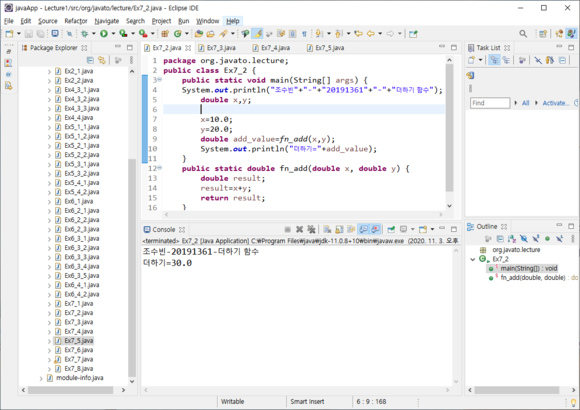 javaApp - Lecture1/src/org/javato/lecture/Ex7_2.java - Eclipse IDE
File Edit Source Refactor Navigate Search Project Run Window Help
Package Explorer
Ex2_1.java
Ex2_2.java
Ex4_3_1.java
Ex4_3_2.java
Ex4_3_3.java
Ex4_4.java
Ex5_1_1.java
Ex5_1_2.java
Ex5_2_1.java
Ex5_2_2.java
Ex5_3_1.java
Ex5_3_2.java
Ex5_4_1.java
Ex5_4_2.java
Ex6_1.java
Ex6_2_1.java
Ex6_2_2.java
Ex6_3_1.java
Ex6_3_2.java
Ex6_3_3.java
Ex6_3_4.java
Ex6_4_1.java
Ex6_4_2.java
Ex7_1.java
Ex7_2.java
Ex7_3.java
Ex7_4.java
Ex7_5.java
Ex7_6.java
Ex7_7.java
Ex7_8.java
module-info.java
Ex7_2.java Ex7_3.java Ex7_4.java Ex7_5.java
1 package org.javato.lecture;
2 public class Ex7_2 {
3 public static void main(String[] args) {
4 System.out.println("조수빈"+"-"+"20191361"+"-"+"더하기 함수");
5 double x,y;
6
7 x=10.0;
8 y=20.0;
9 double add_value=fn_add(x,y);
10 System.out.println("더하기="+add_value);
11 }
12 public static double fn_add(double x, double y) {
13 double result;
14 result=x+y;
15 return result;
16 }
Console
<terminated> Ex7_2 [Java Application] C:₩Program Files₩Java₩jdk-11.0.8₩bin₩javaw.exe (2020. 11. 3. 오후
조수빈-20191361-더하기 함수
더하기=30.0
Task List
Find All Activate...
Outline
org.javato.lecture
Ex7_2
main(String[]) : void
fn_add(double, double) : do
Writable Smart Insert 6 : 9 : 168